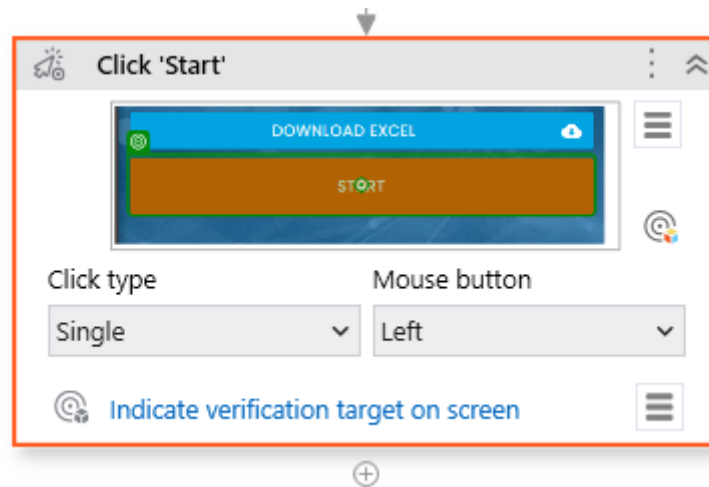 Click 'Start'
DOWNLOAD EXCEL
START
Click type
Mouse button
Single
Left
Indicate verification target on screen